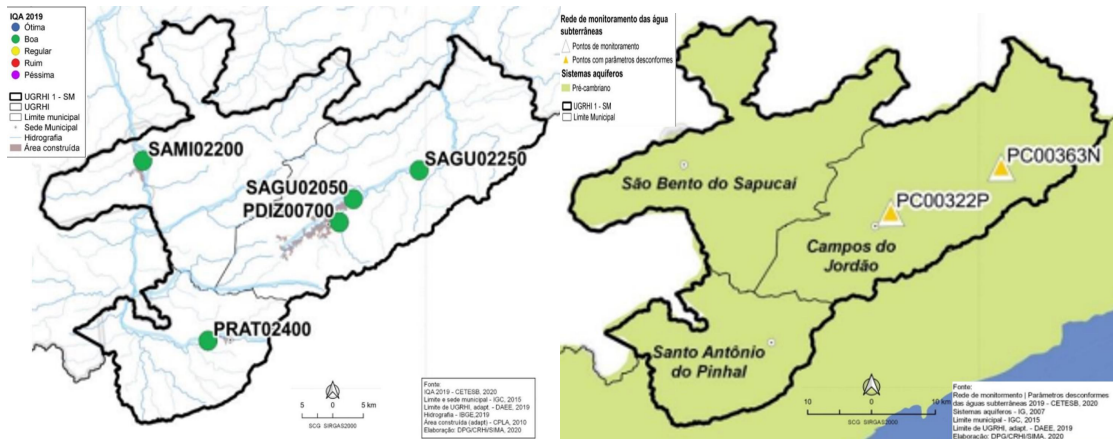 IQA 2019
Ótima
Boa
Regular
Ruim
Péssima
UGRHI 1 - SM
UGRHI
Limite municipal
Sede Municipal
Hidrografia
Área construída
SAMI02200
SAGU02250
SAGU02050
PDIZ00700
PRAT02400
5 0 5 km
SCG SIRGAS2000
Fonte:
IQA 2019 - CETESB, 2020
Limite e sede municipal - IGC, 2015
Limite de UGRHI, adapt. - DAEE, 2019
Hidrografia - IBGE,2019
Área construída (adapt) - CPLA, 2010
Elaboração: DPG/CRHi/SIMA, 2020
Rede de monitoramento das água
subterrâneas
Pontos de monitoramento
Pontos com parâmetros desconformes
Sistemas aquíferos
Pré-cambriano
UGRHI 1 - SM
Limite Municipal
PC00363N
São Bento do Sapucaí
PC00322P
Campos do
Jordão
Santo Antônio
do Pinhal
10 0 10 km
SCG SIRGAS2000
Fonte:
Rede de monitoramento | Parâmetros desconformes
das águas subterrâneas 2019 - CETESB, 2020
Sistemas aquíferos - IG, 2007
Limite municipal - IGC, 2015
Limite de UGRHI, adapt. - DAEE, 2019
Elaboração: DPG/CRHi/SIMA, 2020